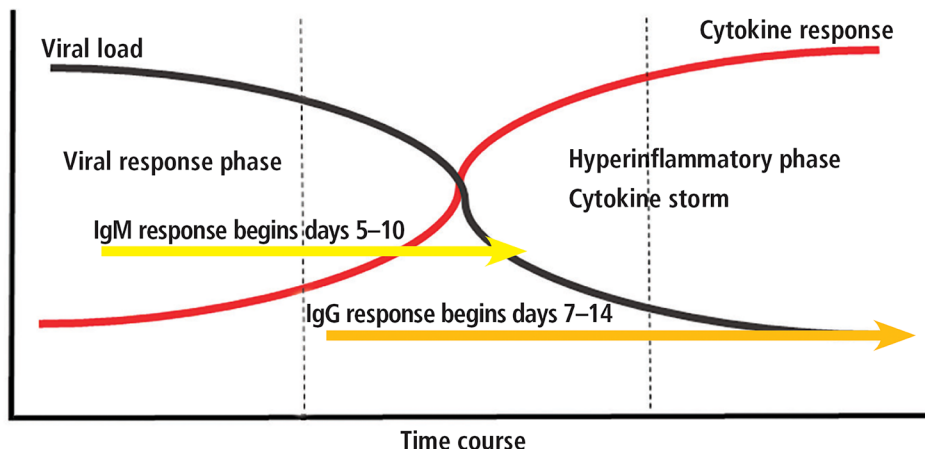 Viral load
Cytokine response
Viral response phase
Hyperinflammatory phase
Cytokine storm
IgM response begins days 5–10
IgG response begins days 7–14
Time course